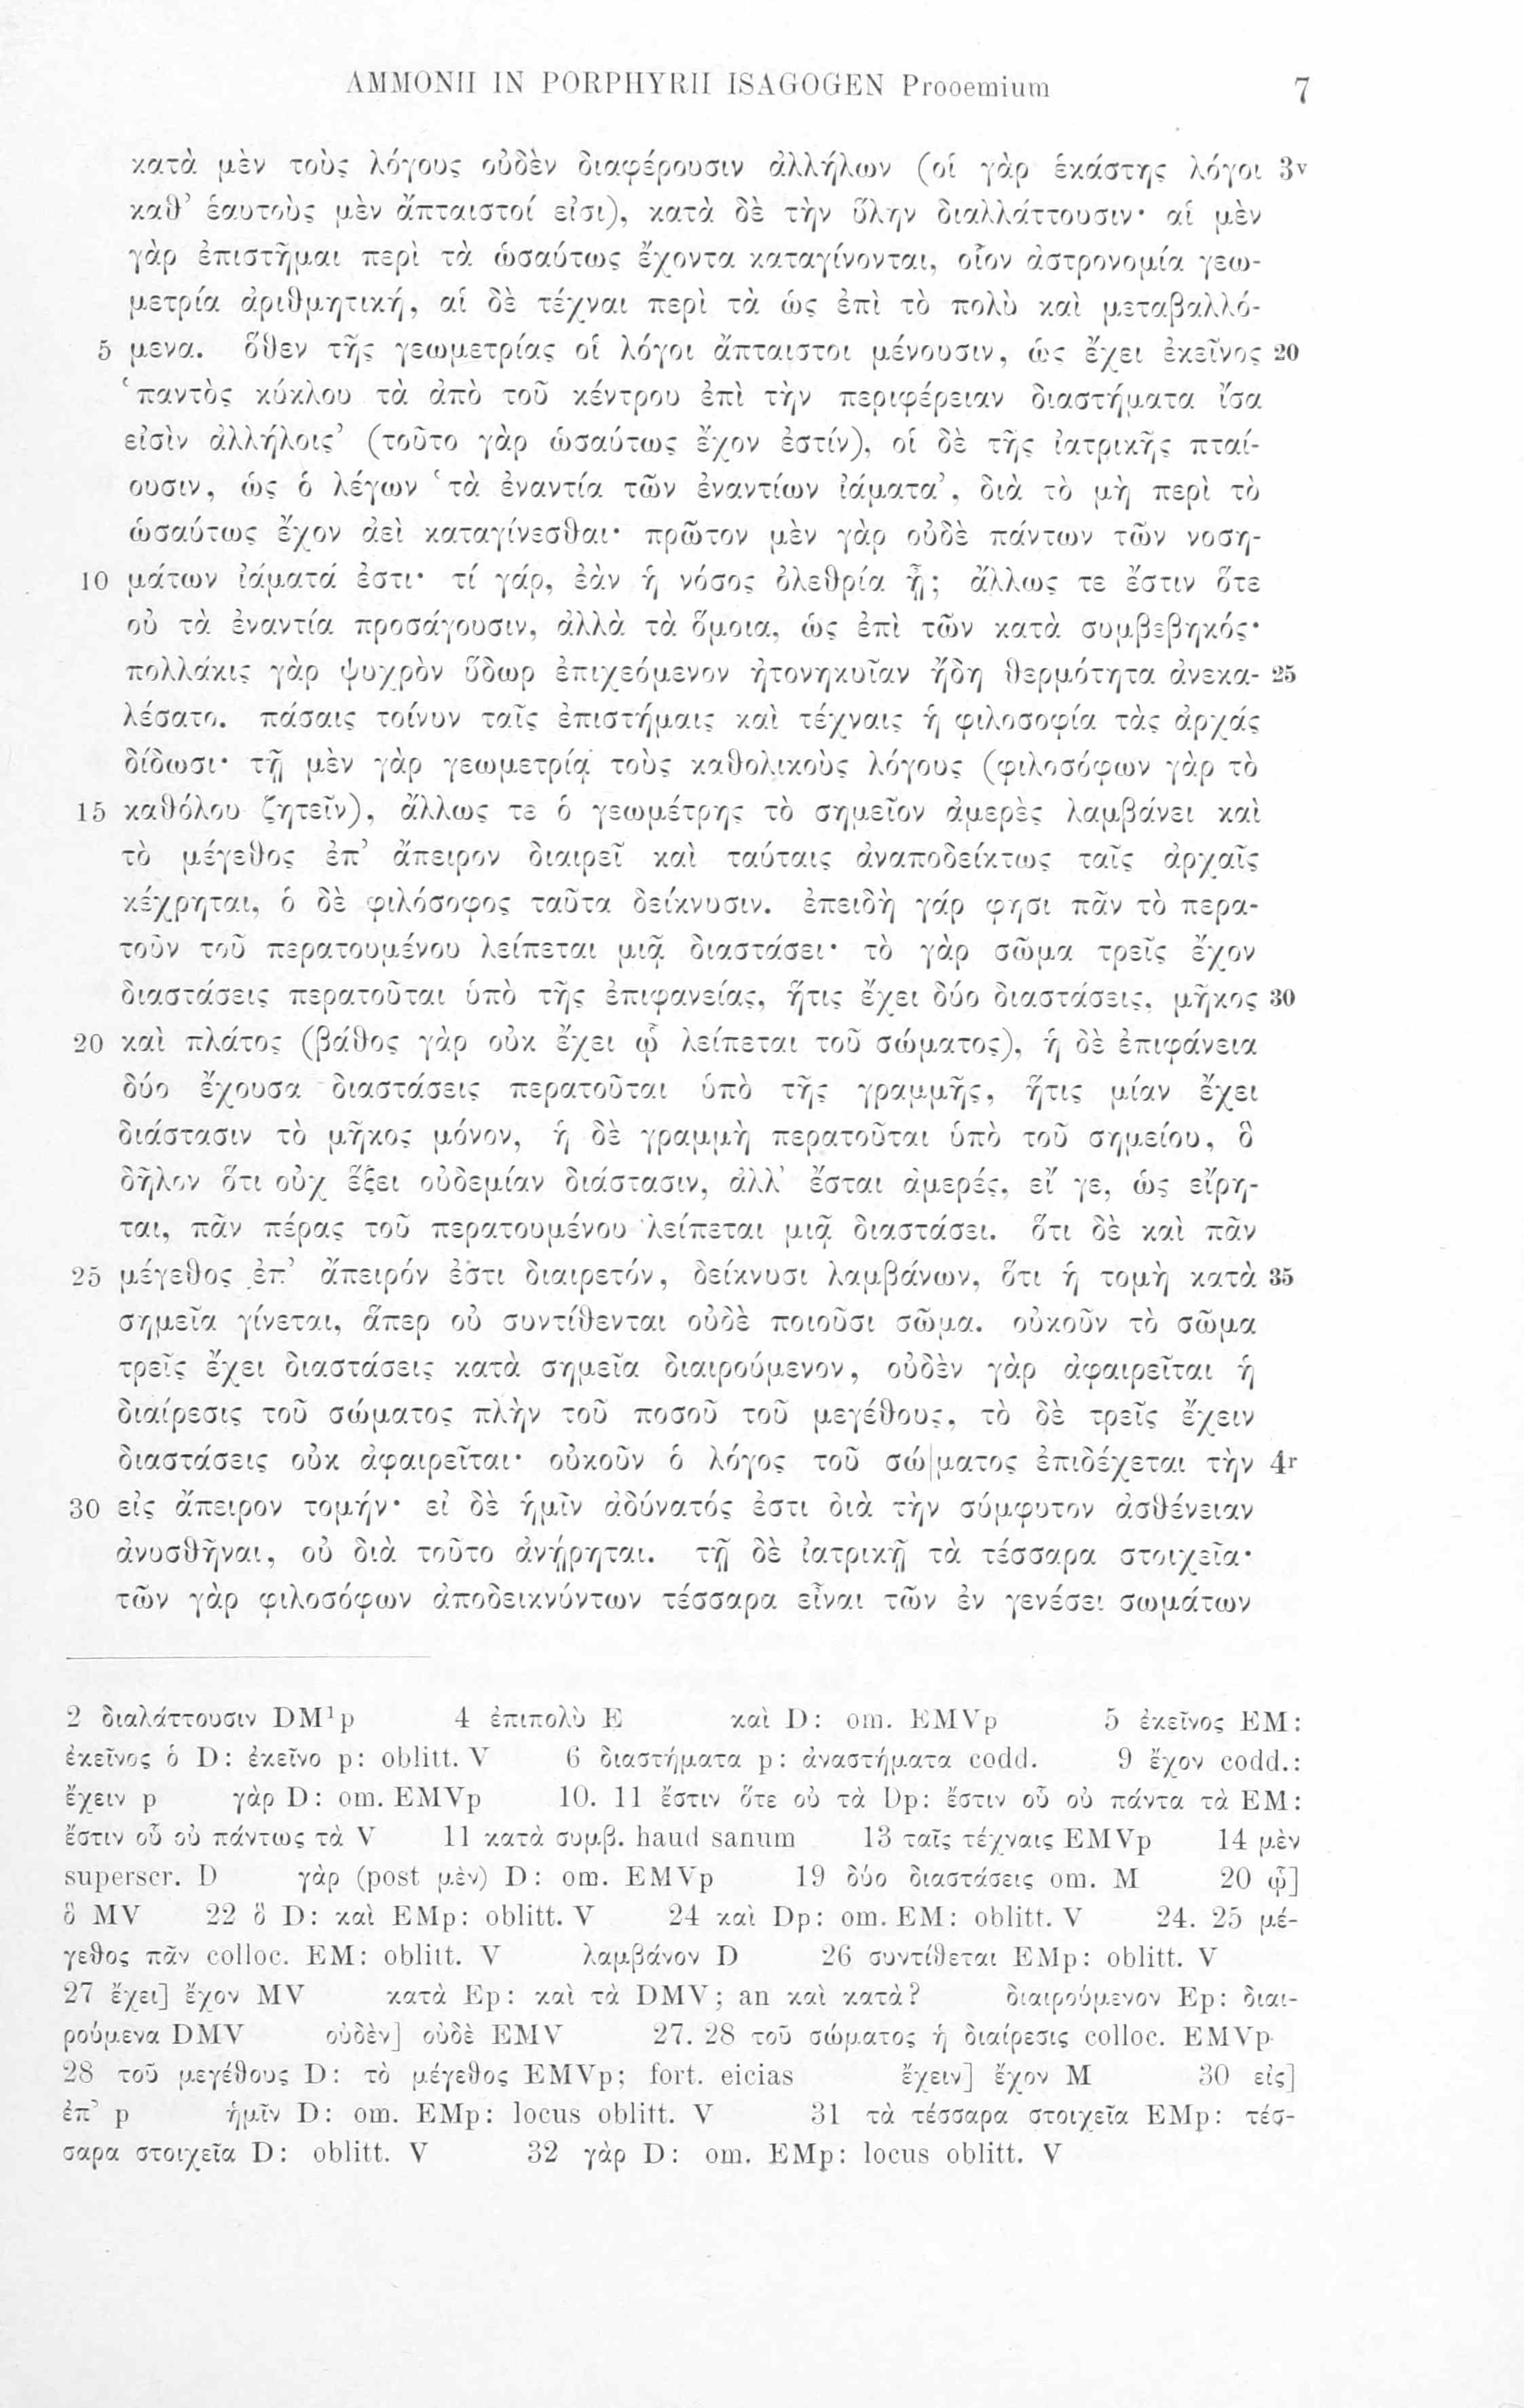 AMMONII IN PORPHYRII ISAGOGEN Prooemium 7
κατὰ μὲν τοὺς λόγους οὐδὲν διαφέρουσιν ἀλλήλων (οἱ γὰρ ἑκάστης λόγοι 3v
καθ’ ἑαυτοὺς μὲν ἄπταιστοί εἰσι), κατὰ δὲ τὴν ὕλην διαλλάττουσιν· αἱ μὲν
γὰρ ἐπιστῆμαι περὶ τὰ ὡσαύτως ἔχοντα καταγίνονται, οἷον ἀστρονομία γεω-
μετρία ἀριθμητική, αἱ δὲ τέχναι περὶ τὰ ὡς ἐπὶ τὸ πολὺ καὶ μεταβαλλό-
5 μενα. ὅθεν τῆς γεωμετρίας οἱ λόγοι ἄπταιστοι μένουσιν, ὡς ἔχει ἐκεῖνος 20
‘παντὸς κύκλου τὰ ἀπὸ τοῦ κέντρου ἐπὶ τὴν περιφέρειαν διαστήματα ἴσα
εἰσὶν ἀλλήλοις’ (τοῦτο γὰρ ὡσαύτως ἔχον ἐστίν), οἱ δὲ τῆς ἰατρικῆς πταί-
ουσιν, ὡς ὁ λέγων ‘τὰ ἐναντία τῶν ἐναντίων ἰάματα’, διὰ τὸ μὴ περὶ τὸ
ὡσαύτως ἔχον ἀεὶ καταγίνεσθαι· πρῶτον μὲν γὰρ οὐδὲ πάντων τῶν νοση-
10 μάτων ἰάματά ἐστι· τί γάρ, ἐὰν ἡ νόσος ὀλεθρία ᾖ; ἄλλως τε ἔστιν ὅτε
οὐ τὰ ἐναντία προσάγουσιν, ἀλλὰ τὰ ὅμοια, ὡς ἐπὶ τῶν κατὰ συμβεβηκός·
πολλάκις γὰρ ψυχρὸν ὕδωρ ἐπιχεόμενον ἠτονηκυῖαν ἤδη θερμότητα ἀνεκα- 25
λέσατο. πάσαις τοίνυν ταῖς ἐπιστήμαις καὶ τέχναις ἡ φιλοσοφία τὰς ἀρχάς
δίδωσι· τῇ μὲν γὰρ γεωμετρίᾳ τοὺς καθολικοὺς λόγους (φιλοσόφων γὰρ τὸ
15 καθόλου ζητεῖν), ἄλλως τε ὁ γεωμέτρης τὸ σημεῖον ἀμερὲς λαμβάνει καὶ
τὸ μέγεθος ἐπ’ ἄπειρον διαιρεῖ καὶ ταύταις ἀναποδείκτως ταῖς ἀρχαῖς
κέχρηται, ὁ δὲ φιλόσοφος ταῦτα δείκνυσιν. ἐπειδὴ γάρ φησι πᾶν τὸ περα-
τοῦν τοῦ περατουμένου λείπεται μιᾷ διαστάσει· τὸ γὰρ σῶμα τρεῖς ἔχον
διαστάσεις περατοῦται ὑπὸ τῆς ἐπιφανείας, ἥτις ἔχει δύο διαστάσεις, μῆκος 30
20 καὶ πλάτος (βάθος γὰρ οὐκ ἔχει ᾧ λείπεται τοῦ σώματος), ἡ δὲ ἐπιφάνεια
δύο ἔχουσα διαστάσεις περατοῦται ὑπὸ τῆς γραμμῆς, ἥτις μίαν ἔχει
διάστασιν τὸ μῆκος μόνον, ἡ δὲ γραμμὴ περατοῦται ὑπὸ τοῦ σημείου, ὃ
δῆλον ὅτι οὐχ ἕξει οὐδεμίαν διάστασιν, ἀλλ’ ἔσται ἀμερές, εἴ γε, ὡς εἴρη-
ται, πᾶν πέρας τοῦ περατουμένου λείπεται μιᾷ διαστάσει. ὅτι δὲ καὶ πᾶν
25 μέγεθος ἐπ’ ἄπειρόν ἐστι διαιρετόν, δείκνυσι λαμβάνων, ὅτι ἡ τομὴ κατὰ 35
σημεῖα γίνεται, ἅπερ οὐ συντίθενται οὐδὲ ποιοῦσι σῶμα. οὐκοῦν τὸ σῶμα
τρεῖς ἔχει διαστάσεις κατὰ σημεῖα διαιρούμενον, οὐδὲν γὰρ ἀφαιρεῖται ἡ
διαίρεσις τοῦ σώματος πλὴν τοῦ ποσοῦ τοῦ μεγέθους, τὸ δὲ τρεῖς ἔχειν
διαστάσεις οὐκ ἀφαιρεῖται· οὐκοῦν ὁ λόγος τοῦ σώ|ματος ἐπιδέχεται τὴν 4r
30 εἰς ἄπειρον τομήν· εἰ δὲ ἡμῖν ἀδύνατός ἐστι διὰ τὴν σύμφυτον ἀσθένειαν
ἀνυσθῆναι, οὐ διὰ τοῦτο ἀνῄρηται. τῇ δὲ ἰατρικῇ τὰ τέσσαρα στοιχεῖα·
τῶν γὰρ φιλοσόφων ἀποδεικνύντων τέσσαρα εἶναι τῶν ἐν γενέσει σωμάτων
2 διαλάττουσιν DM¹p 4 ἐπιπολὺ E καὶ D: om. EMVp 5 ἐκεῖνος EM:
ἐκεῖνος ὁ D: ἐκεῖνο p: oblitt. V 6 διαστήματα p: ἀναστήματα codd. 9 ἔχον codd.:
ἔχειν p γὰρ D: om. EMVp 10. 11 ἔστιν ὅτε οὐ τὰ Dp: ἔστιν οὗ οὐ πάντα τὰ EM:
ἔστιν οὗ οὐ πάντως τὰ V 11 κατὰ συμβ. haud sanum 13 ταῖς τέχναις EMVp 14 μὲν
superscr. D γὰρ (post μὲν) D: om. EMVp 19 δύο διαστάσεις om. M 20 ᾧ]
ὃ MV 22 ὃ D: καὶ EMp: oblitt. V 24 καὶ Dp: om. EM: oblitt. V 24. 25 μέ-
γεθος πᾶν colloc. EM: oblitt. V λαμβάνον D 26 συντίθεται EMp: oblitt. V
27 ἔχει] ἔχον MV κατὰ Ep: καὶ τὰ DMV; an καὶ κατὰ? διαιρούμενον Ep: διαι-
ρούμενα DMV οὐδὲν] οὐδὲ EMV 27. 28 τοῦ σώματος ἡ διαίρεσις colloc. EMVp
28 τοῦ μεγέθους D: τὸ μέγεθος EMVp; fort. eicias ἔχειν] ἔχον M 30 εἰς]
ἐπ’ p ἡμῖν D: om. EMp: locus oblitt. V 31 τὰ τέσσαρα στοιχεῖα EMp: τέσ-
σαρα στοιχεῖα D: oblitt. V 32 γὰρ D: om. EMp: locus oblitt. V